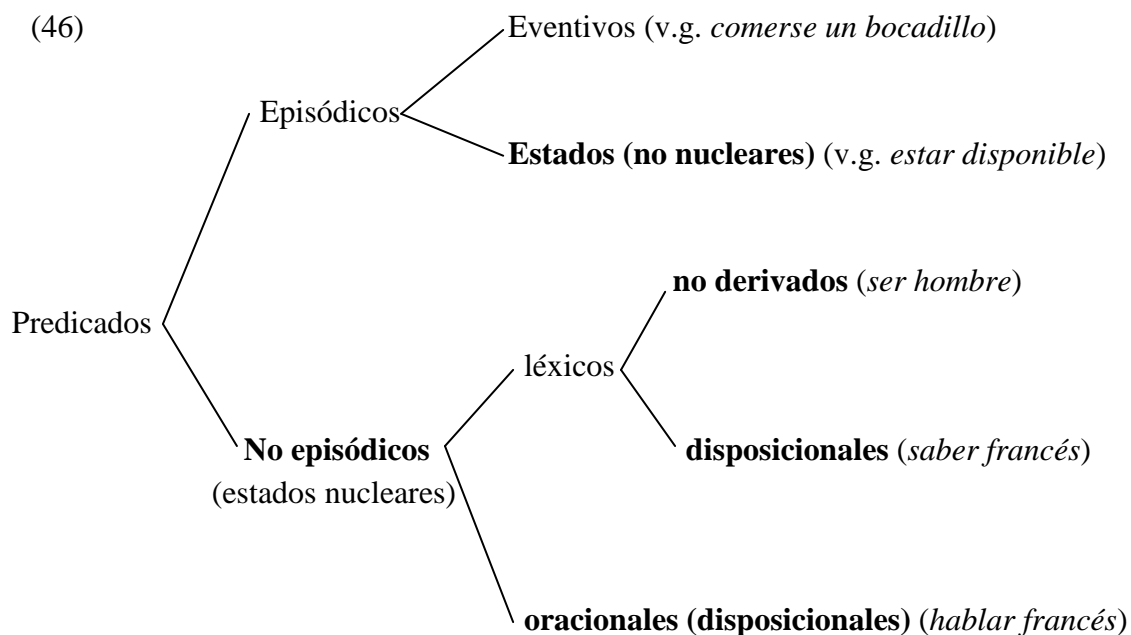 (46)
Eventivos (v.g. comerse un bocadillo)
Episódicos
Estados (no nucleares) (v.g. estar disponible)
no derivados (ser hombre)
Predicados
léxicos
No episódicos
(estados nucleares)
disposicionales (saber francés)
oracionales (disposicionales) (hablar francés)